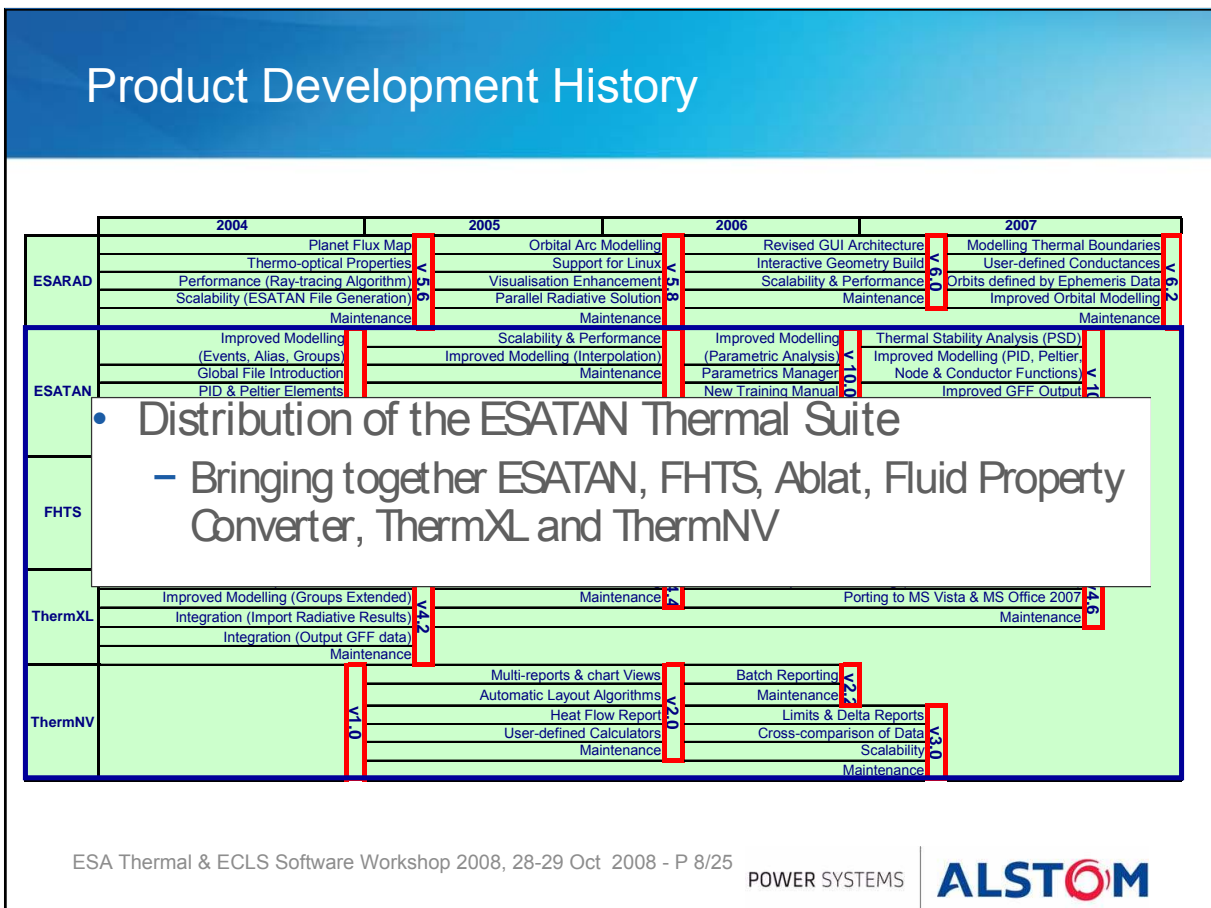 Product Development History
2004 2005 2006 2007
ESARAD
Planet Flux Map
Thermo-optical Properties
Performance (Ray-tracing Algorithm)
Scalability (ESATAN File Generation)
Maintenance
v 5.6
Orbital Arc Modelling
Support for Linux
Visualisation Enhancement
Parallel Radiative Solution
Maintenance
v 5.8
Revised GUI Architecture
Interactive Geometry Build
Scalability & Performance
Maintenance
v 6.0
Modelling Thermal Boundaries
User-defined Conductances
Orbits defined by Ephemeris Data
Improved Orbital Modelling
Maintenance
v 6.2
ESATAN
Improved Modelling
(Events, Alias, Groups)
Global File Introduction
PID & Peltier Elements
Scalability & Performance
Improved Modelling (Interpolation)
Maintenance
Improved Modelling
(Parametric Analysis)
Parametrics Manager
New Training Manual
v 10.0
Thermal Stability Analysis (PSD)
Improved Modelling (PID, Peltier,
Node & Conductor Functions)
Improved GFF Output
• Distribution of the ESATAN Thermal Suite
– Bringing together ESATAN, FHTS, Ablat, Fluid Property
Converter, ThermXL and ThermNV
FHTS
ThermXL
Improved Modelling (Groups Extended)
Integration (Import Radiative Results)
Integration (Output GFF data)
Maintenance
v4.2
Maintenance
Porting to MS Vista & MS Office 2007
Maintenance
v4.6
ThermNV
v1.0
Multi-reports & chart Views
Automatic Layout Algorithms
Heat Flow Report
User-defined Calculators
Maintenance
v2.0
Batch Reporting
Maintenance
v2.2
Limits & Delta Reports
Cross-comparison of Data
Scalability
Maintenance
v3.0
ESA Thermal & ECLS Software Workshop 2008, 28-29 Oct 2008 - P 8/25
POWER SYSTEMS
ALSTOM